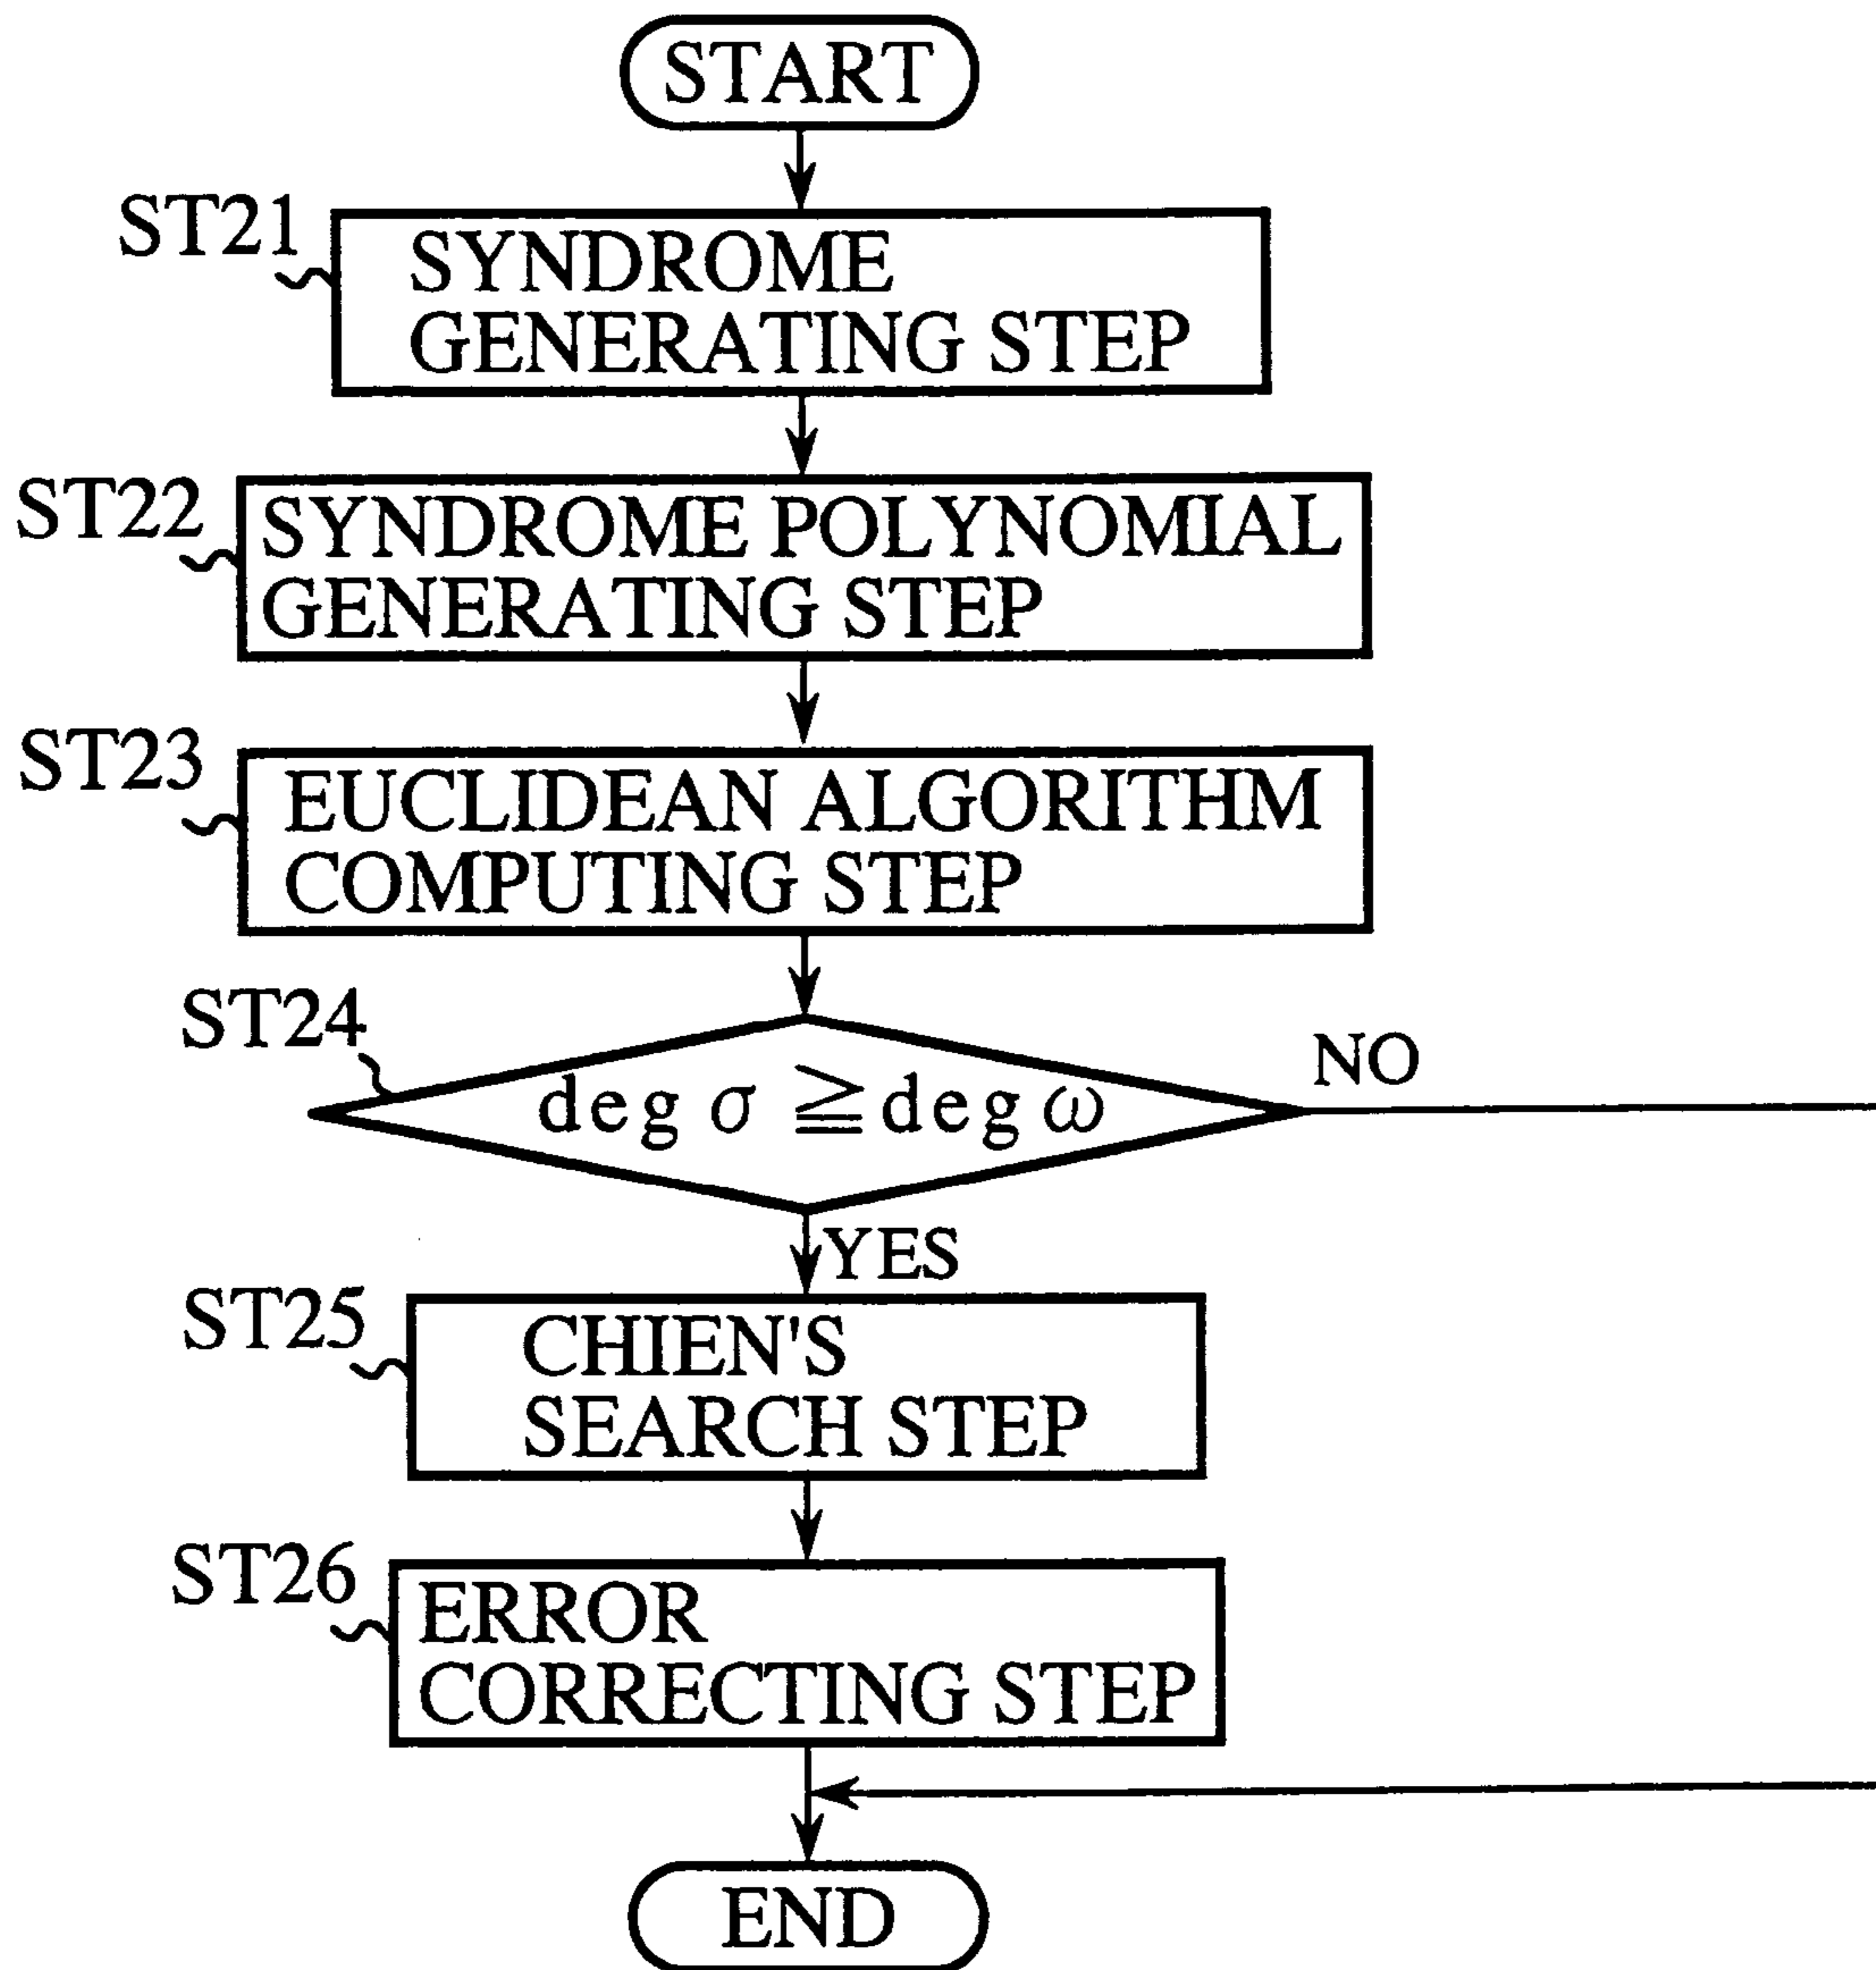 START
ST21
SYNDROME
GENERATING STEP
ST22
SYNDROME POLYNOMIAL
GENERATING STEP
ST23
EUCLIDEAN ALGORITHM
COMPUTING STEP
ST24
deg σ ≧ deg ω
NO
YES
ST25
CHIEN'S
SEARCH STEP
ST26
ERROR
CORRECTING STEP
END